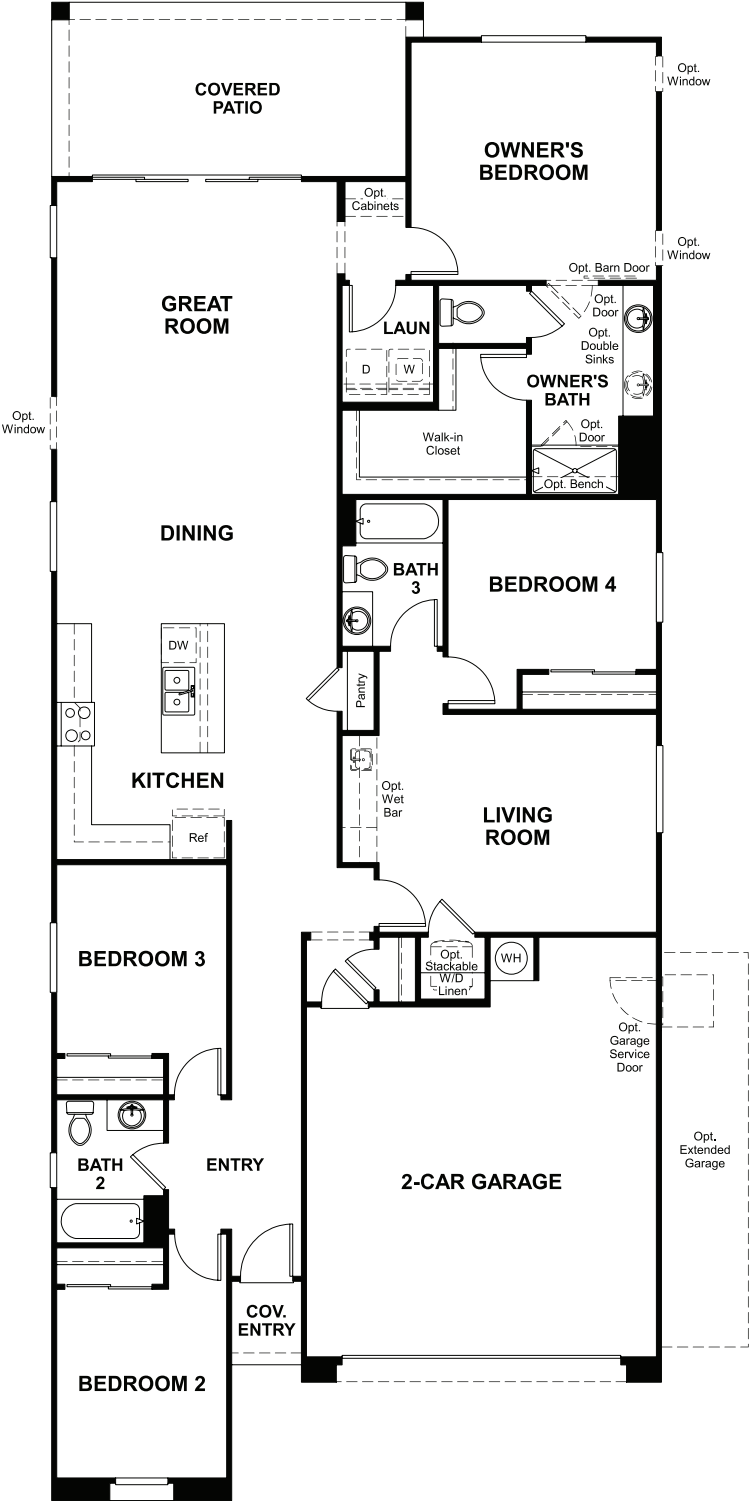 COVERED
PATIO
Opt.
Window
OWNER'S
BEDROOM
Opt.
Cabinets
Opt.
Window
Opt. Barn Door
GREAT
ROOM
LAUN
Opt.
Door
Opt.
Double
Sinks
D
W
OWNER'S
BATH
Opt.
Window
Walk-in
Closet
Opt.
Door
Opt. Bench
DINING
BATH
3
BEDROOM 4
DW
Pantry
KITCHEN
Opt.
Wet
Bar
LIVING
ROOM
Ref
BEDROOM 3
Opt.
Stackable
W/D
Linen
WH
Opt.
Garage
Service
Door
BATH
2
ENTRY
2-CAR GARAGE
Opt.
Extended
Garage
COV.
ENTRY
BEDROOM 2